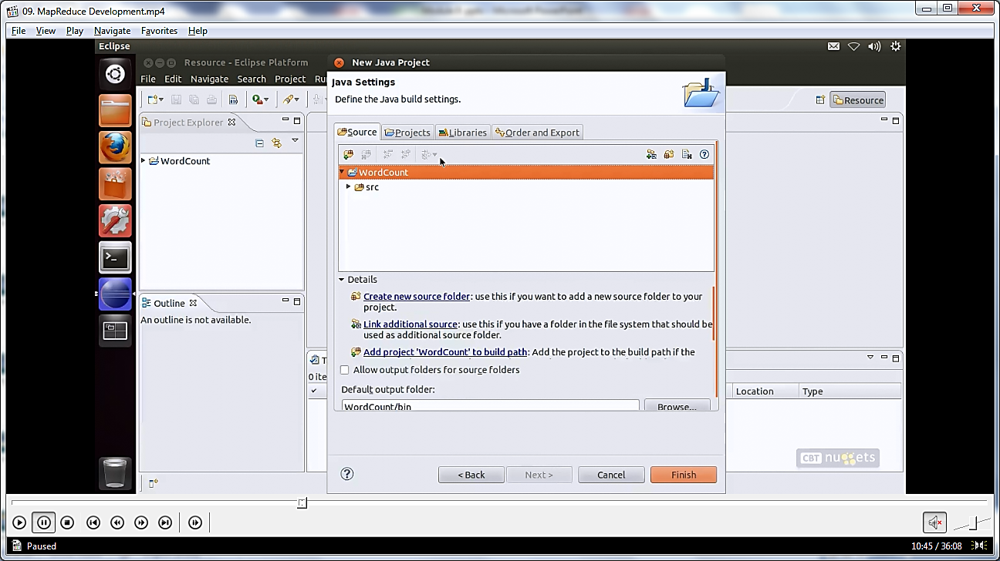 09. MapReduce Development.mp4
File View Play Navigate Favorites Help
Eclipse
Resource - Eclipse Platform
New Java Project
File Edit Navigate Search Project Ru
Java Settings
Define the Java build settings.
Resource
Project Explorer
Source Projects Libraries Order and Export
WordCount
WordCount
src
Details
Create new source folder: use this if you want to add a new source folder to your
project.
Link additional source: use this if you have a folder in the file system that should be
used as additional source folder.
Add project 'WordCount' to build path: Add the project to the build path if the
Allow output folders for source folders
Default output folder:
WordCount/bin
Browse...
Outline
An outline is not available.
T
0 ite
Location Type
CBT nuggets
< Back Next > Cancel Finish
Paused
10:45 / 36:08